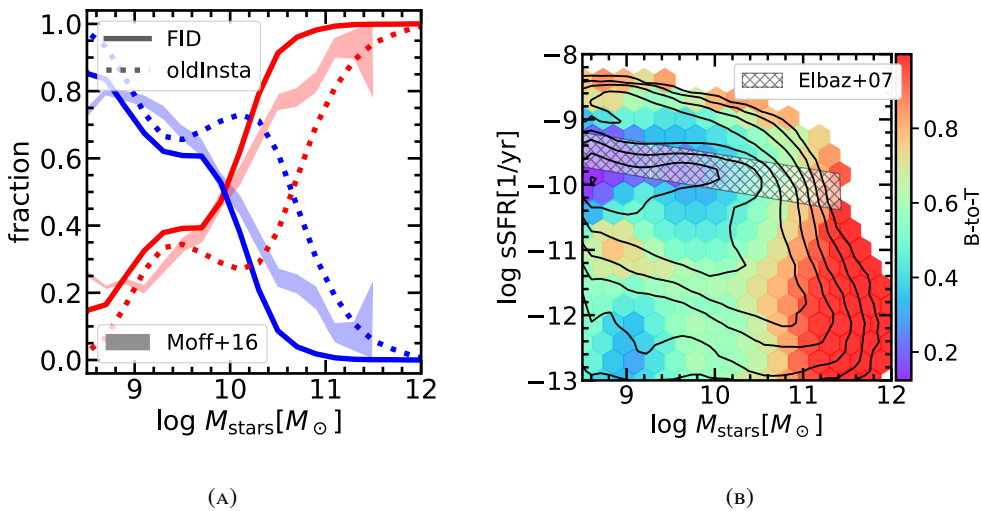 1.0
0.8
0.6
0.4
0.2
0.0
fraction
FID
oldInsta
Moff+16
9 10 11 12
log M_stars[M_⊙]
(A)
−8
−9
−10
−11
−12
−13
log sSFR[1/yr]
Elbaz+07
9 10 11 12
log M_stars[M_⊙]
0.8
0.6
0.4
0.2
B-to-T
(B)